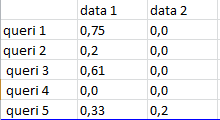 data 1 data 2
queri 1 0,75 0,0
queri 2 0,2 0,0
queri 3 0,61 0,0
queri 4 0,0 0,0
queri 5 0,33 0,2